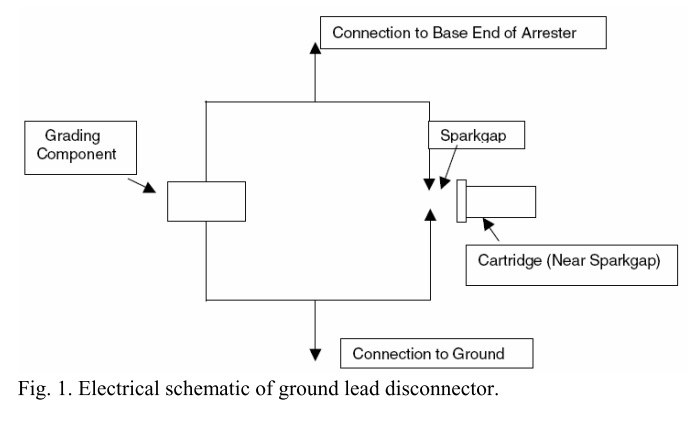 Connection to Base End of Arrester
Grading
Component
Sparkgap
Cartridge (Near Sparkgap)
Connection to Ground
Fig. 1. Electrical schematic of ground lead disconnector.